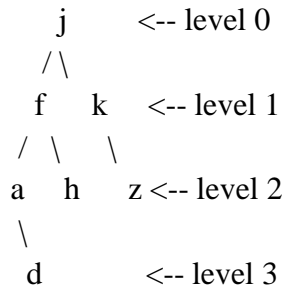 j <-- level 0
/ \
f k <-- level 1
/ \ \
a h z <-- level 2
\
d <-- level 3